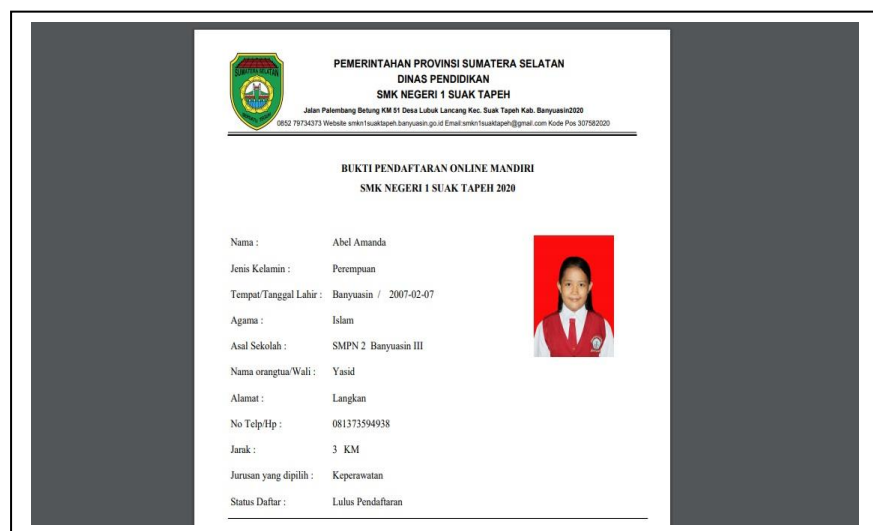 SUMATERA SELATAN
PEMERINTAHAN PROVINSI SUMATERA SELATAN
DINAS PENDIDIKAN
SMK NEGERI 1 SUAK TAPEH
Jalan Palembang Betung KM 51 Desa Lubuk Lancang Kec. Suak Tapeh Kab. Banyuasin2020
0852 79734373 Website smkn1suaktapeh.banyuasin.go.id Email:smkn1suaktapeh@gmail.com Kode Pos 307582020
BUKTI PENDAFTARAN ONLINE MANDIRI
SMK NEGERI 1 SUAK TAPEH 2020
Nama : Abel Amanda
Jenis Kelamin : Perempuan
Tempat/Tanggal Lahir : Banyuasin / 2007-02-07
Agama : Islam
Asal Sekolah : SMPN 2 Banyuasin III
Nama orangtua/Wali : Yasid
Alamat : Langkan
No Telp/Hp : 081373594938
Jarak : 3 KM
Jurusan yang dipilih : Keperawatan
Status Daftar : Lulus Pendaftaran